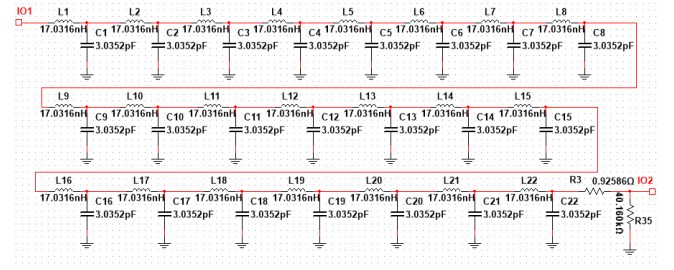 IO1 L1 L2 L3 L4 L5 L6 L7 L8
17.0316nH 17.0316nH 17.0316nH 17.0316nH 17.0316nH 17.0316nH 17.0316nH 17.0316nH
C1 C2 C3 C4 C5 C6 C7 C8
3.0352pF 3.0352pF 3.0352pF 3.0352pF 3.0352pF 3.0352pF 3.0352pF 3.0352pF
L9 L10 L11 L12 L13 L14 L15
17.0316nH 17.0316nH 17.0316nH 17.0316nH 17.0316nH 17.0316nH 17.0316nH
C9 C10 C11 C12 C13 C14 C15
3.0352pF 3.0352pF 3.0352pF 3.0352pF 3.0352pF 3.0352pF 3.0352pF
L16 L17 L18 L19 L20 L21 L22 R3 0.92586Ω IO2
17.0316nH 17.0316nH 17.0316nH 17.0316nH 17.0316nH 17.0316nH 17.0316nH
C16 C17 C18 C19 C20 C21 C22
3.0352pF 3.0352pF 3.0352pF 3.0352pF 3.0352pF 3.0352pF 3.0352pF
40.160kΩ
R35